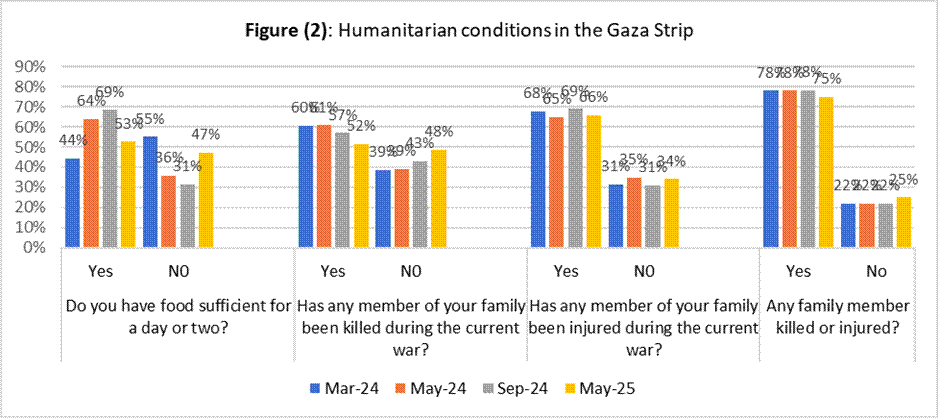 Figure (2): Humanitarian conditions in the Gaza Strip
90%
80%
70%
60%
50%
40%
30%
20%
10%
0%
44% 64% 69% 53% 55% 36% 31% 47%
60% 61% 57% 52% 39% 39% 43% 48%
68% 65% 69% 66% 31% 35% 31% 34%
78% 78% 78% 75% 22% 22% 22% 25%
Yes N0 Yes N0 Yes N0 Yes No
Do you have food sufficient for
a day or two?
Has any member of your family
been killed during the current
war?
Has any member of your family
been injured during the current
war?
Any family member
killed or injured?
Mar-24 May-24 Sep-24 May-25